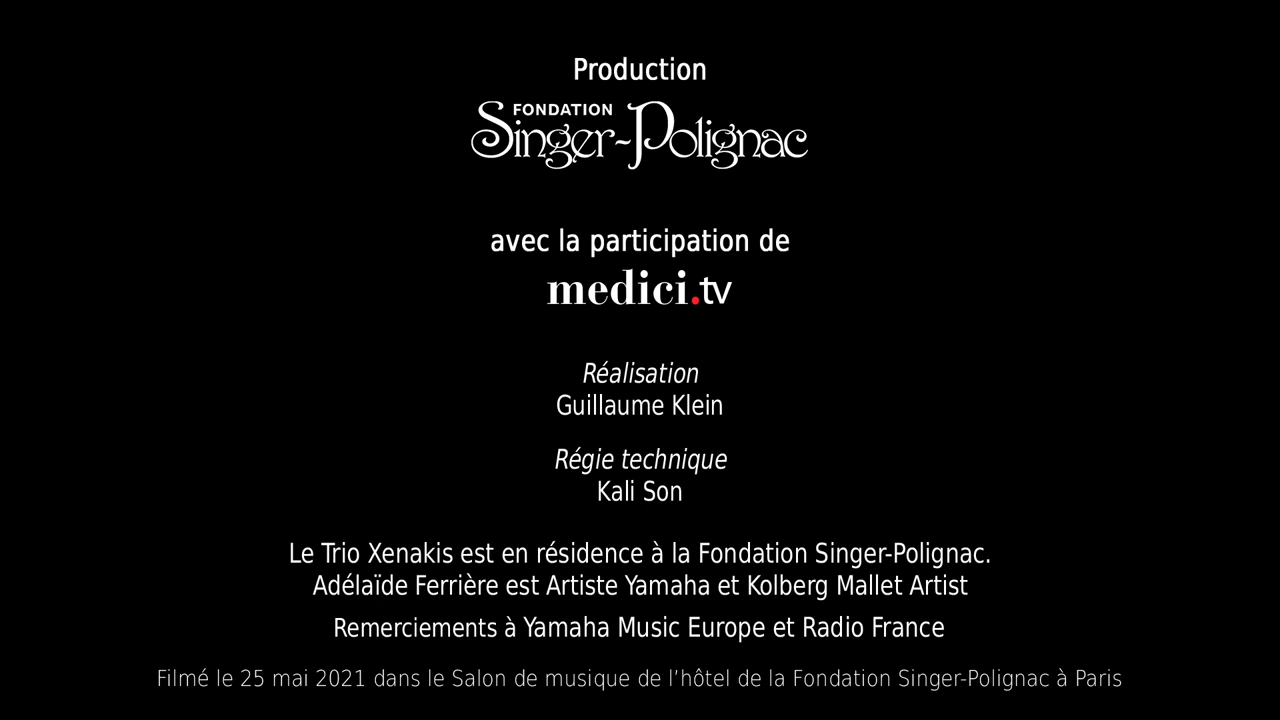 Production
FONDATION
Singer-Polignac
avec la participation de
medici.tv
Réalisation
Guillaume Klein
Régie technique
Kali Son
Le Trio Xenakis est en résidence à la Fondation Singer-Polignac.
Adélaïde Ferrière est Artiste Yamaha et Kolberg Mallet Artist
Remerciements à Yamaha Music Europe et Radio France
Filmé le 25 mai 2021 dans le Salon de musique de l’hôtel de la Fondation Singer-Polignac à Paris